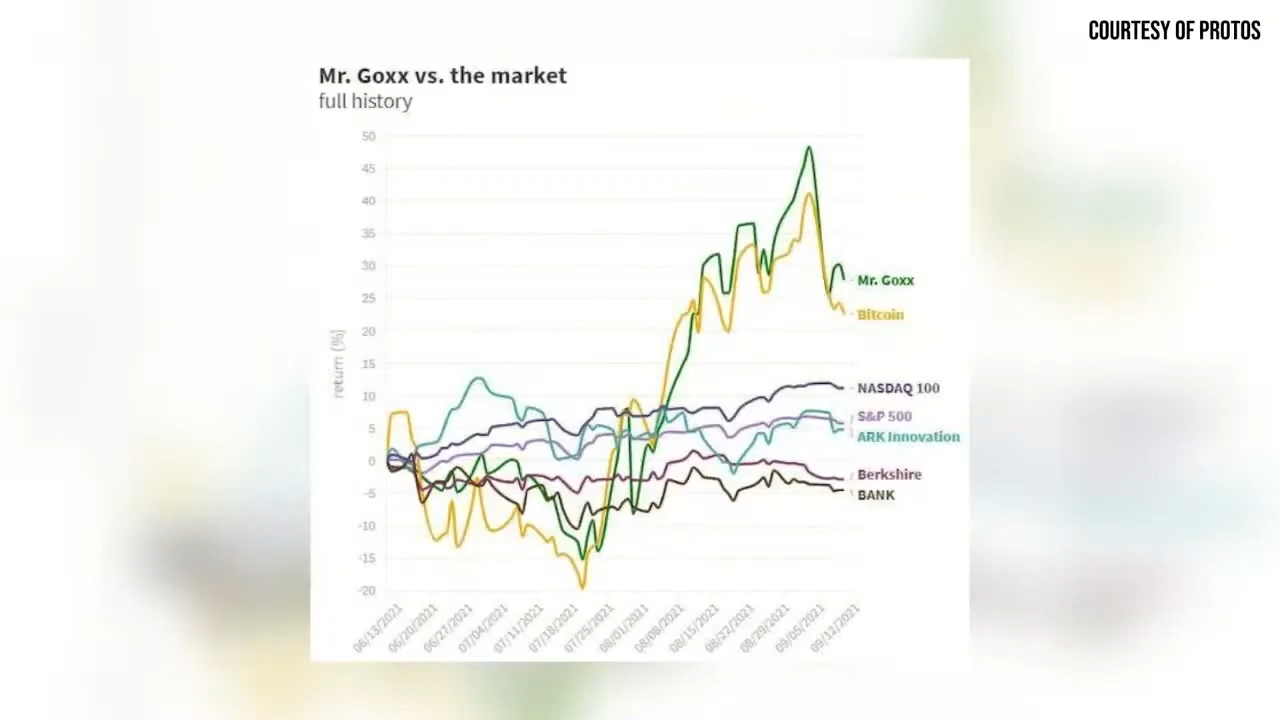 COURTESY OF PROTOS
Mr. Goxx vs. the market
full history
50
45
40
35
30
25
20
15
10
5
0
-5
-10
-15
-20
return (%)
Mr. Goxx
Bitcoin
NASDAQ 100
S&P 500
ARK Innovation
Berkshire
BANK
06/13/2021
06/20/2021
06/27/2021
07/04/2021
07/11/2021
07/18/2021
07/25/2021
08/01/2021
08/08/2021
08/15/2021
08/22/2021
08/29/2021
09/05/2021
09/12/2021